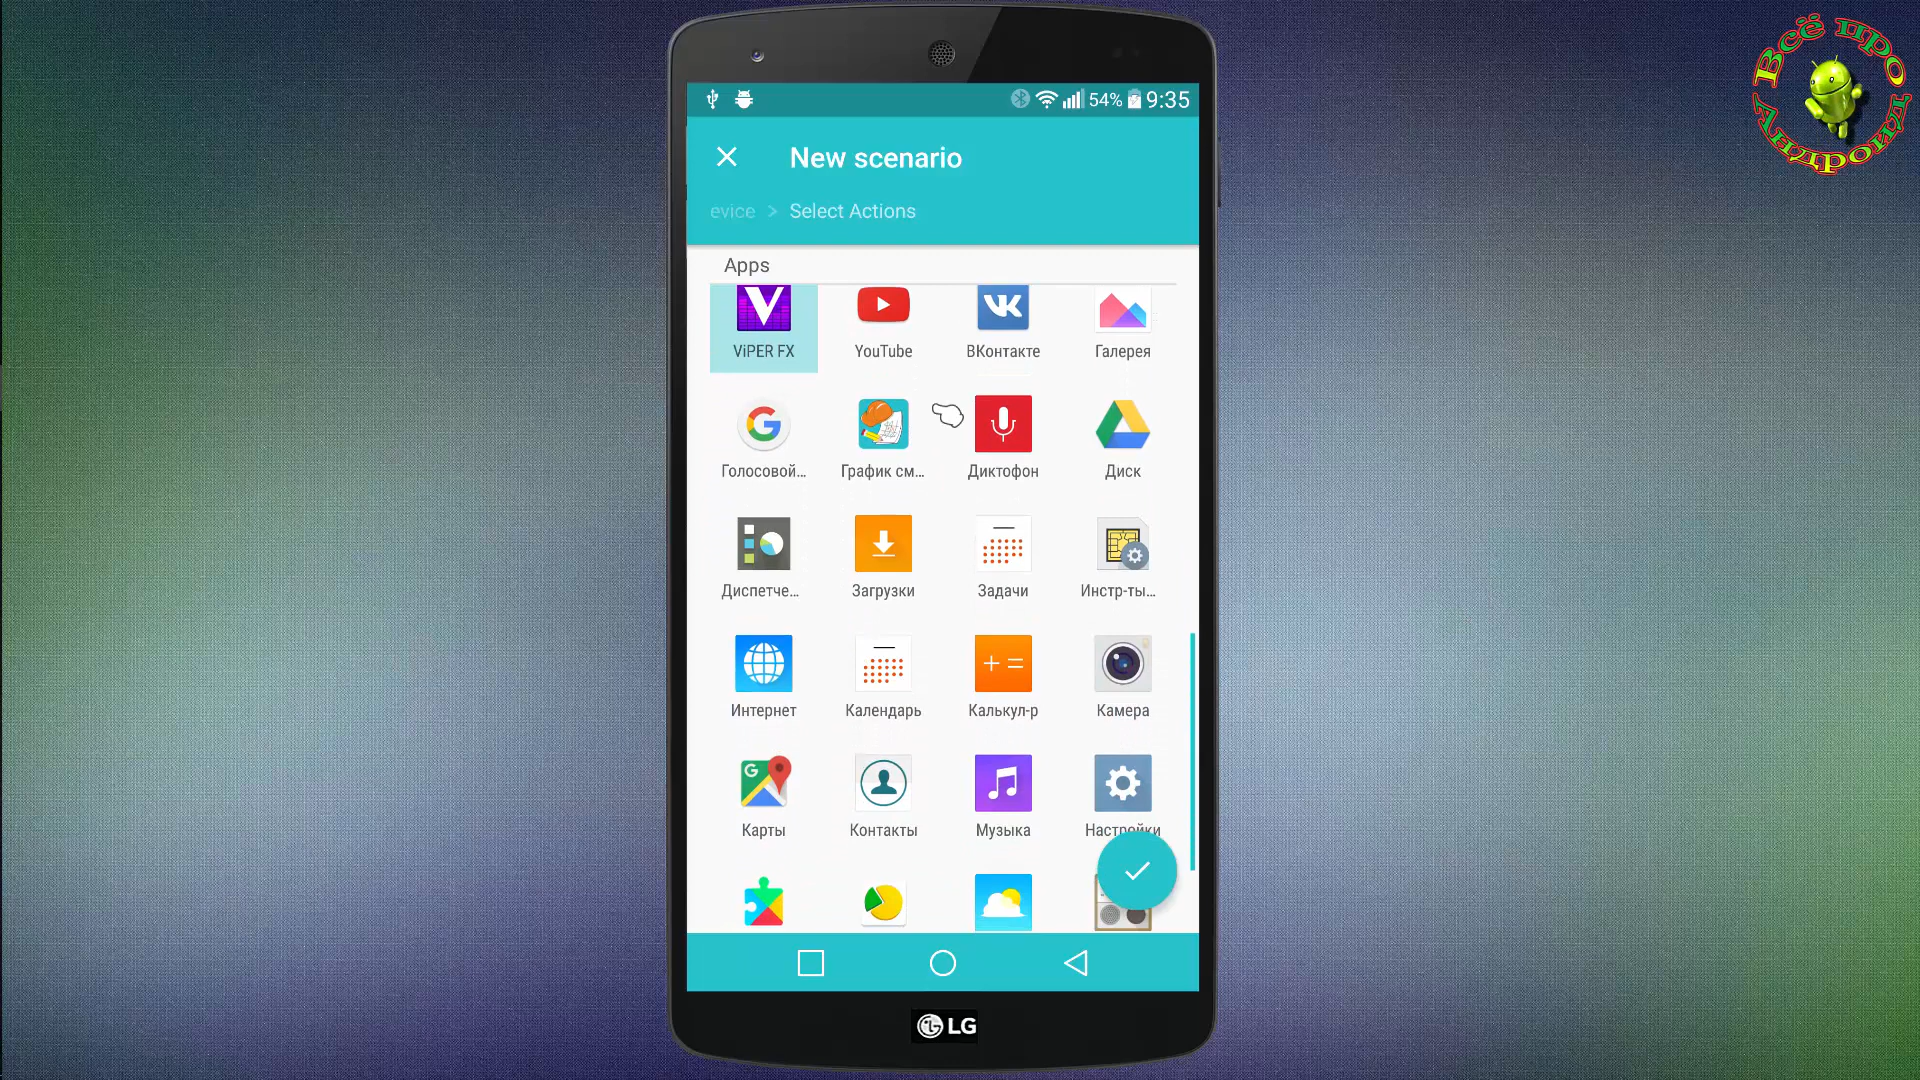 Всё про
Андройд
54% 9:35
New scenario
evice > Select Actions
Apps
ViPER FX YouTube ВКонтакте Галерея
Голосовой... График см... Диктофон Диск
Диспетче... Загрузки Задачи Инстр-ты...
Интернет Календарь Калькул-р Камера
Карты Контакты Музыка Настройки
LG